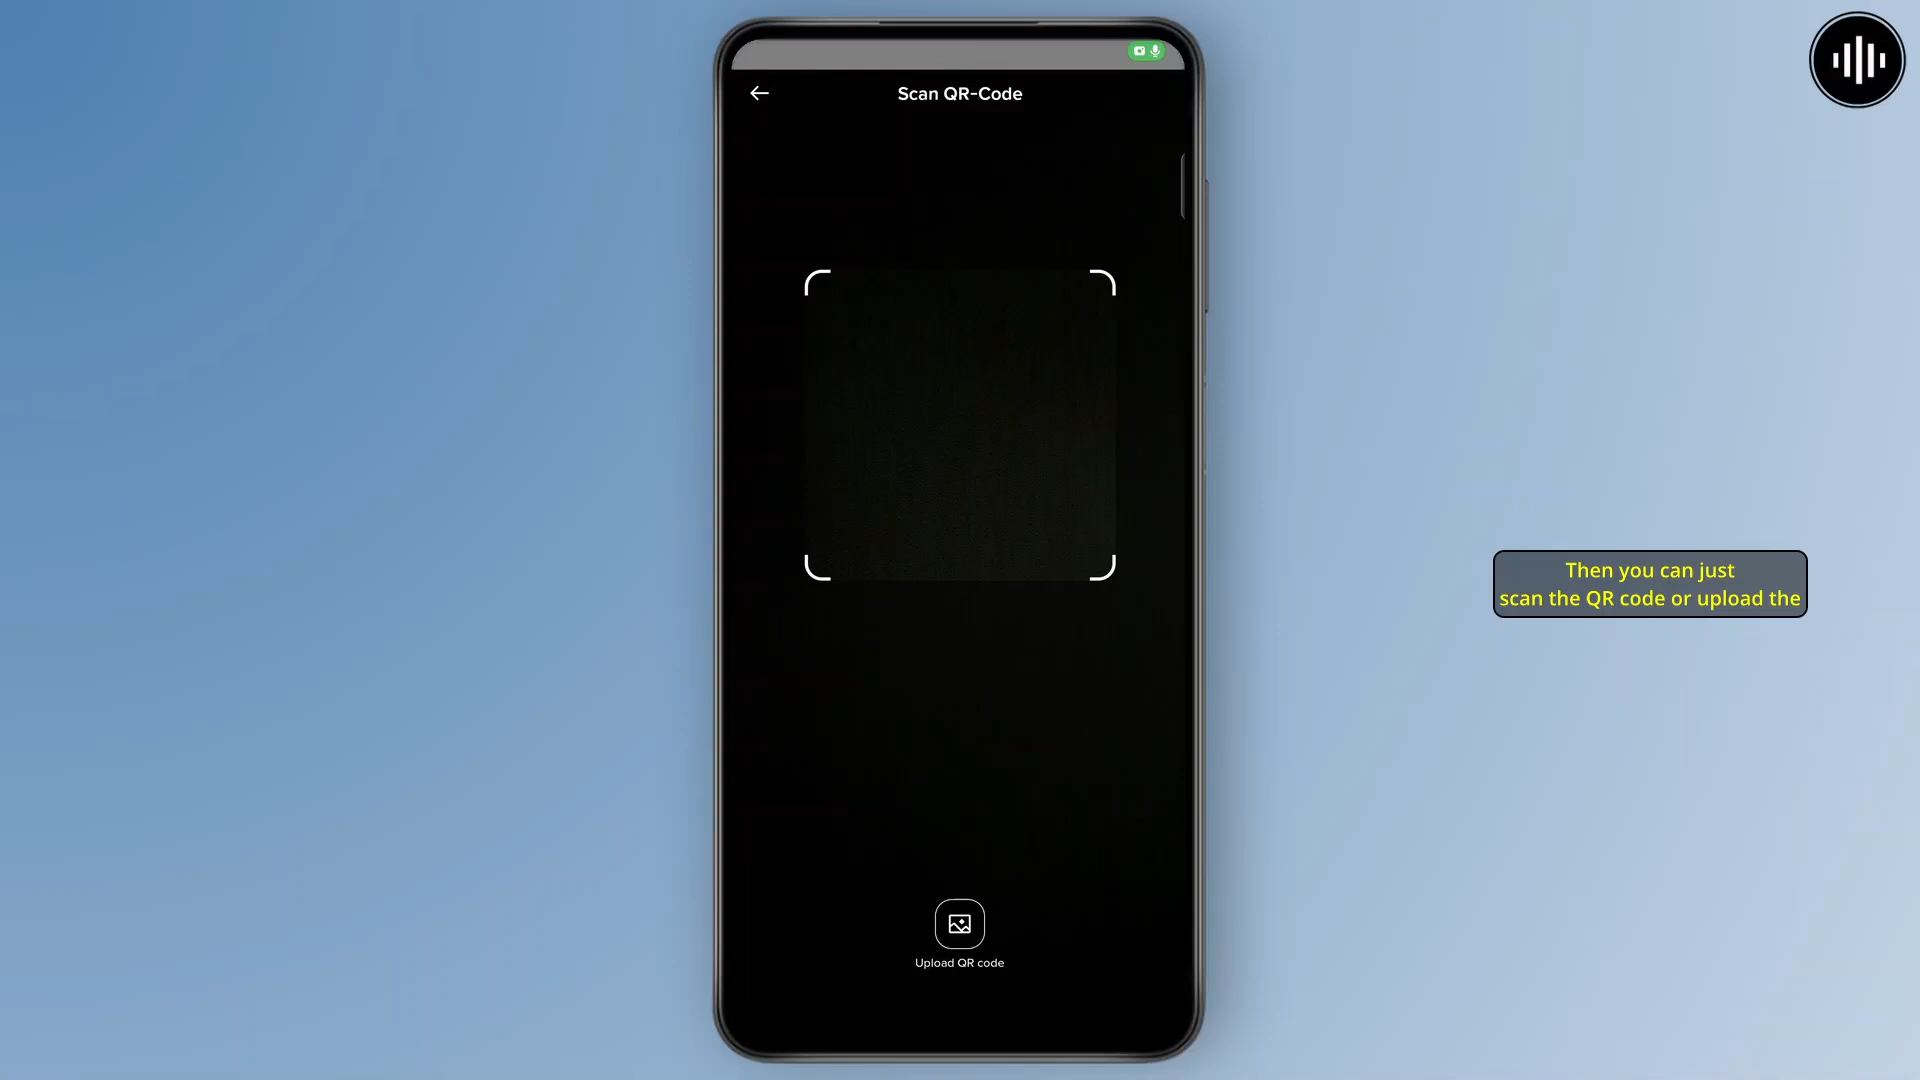 Scan QR-Code
Then you can just
scan the QR code or upload the
Upload QR code